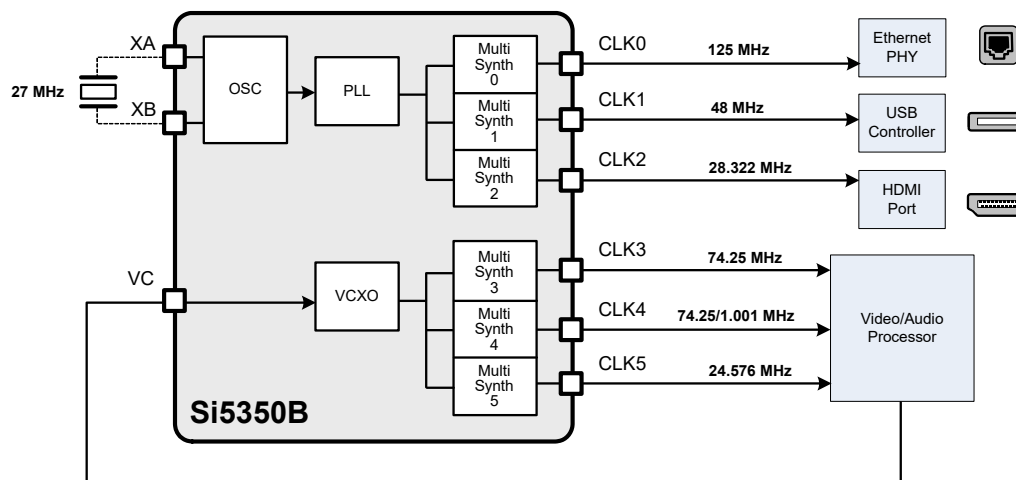 XA
27 MHz
XB
OSC
PLL
Multi
Synth
0
Multi
Synth
1
Multi
Synth
2
CLK0
125 MHz
Ethernet
PHY
CLK1
48 MHz
USB
Controller
CLK2
28.322 MHz
HDMI
Port
VC
VCXO
Multi
Synth
3
Multi
Synth
4
Multi
Synth
5
CLK3
74.25 MHz
CLK4
74.25/1.001 MHz
CLK5
24.576 MHz
Video/Audio
Processor
Si5350B